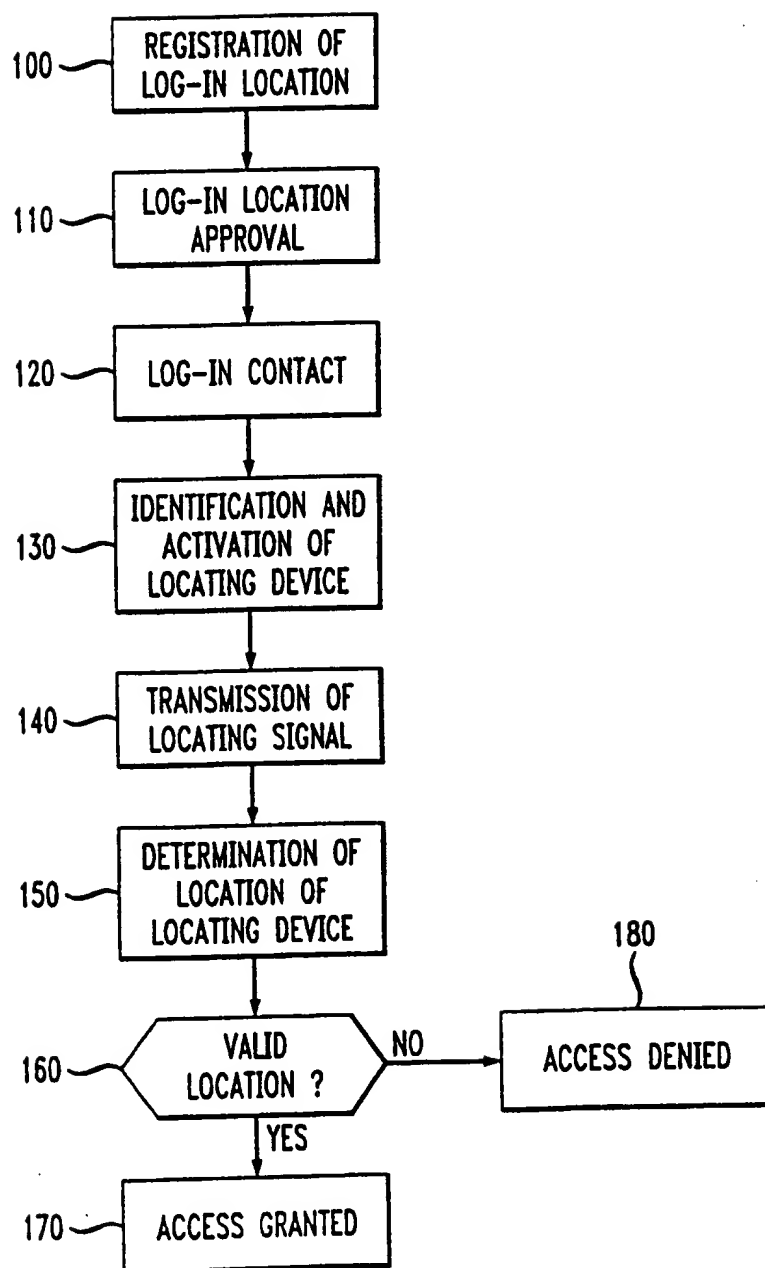 100
REGISTRATION OF
LOG-IN LOCATION
110
LOG-IN LOCATION
APPROVAL
120
LOG-IN CONTACT
130
IDENTIFICATION AND
ACTIVATION OF
LOCATING DEVICE
140
TRANSMISSION OF
LOCATING SIGNAL
150
DETERMINATION OF
LOCATION OF
LOCATING DEVICE
160
VALID
LOCATION ?
NO
180
ACCESS DENIED
YES
170
ACCESS GRANTED